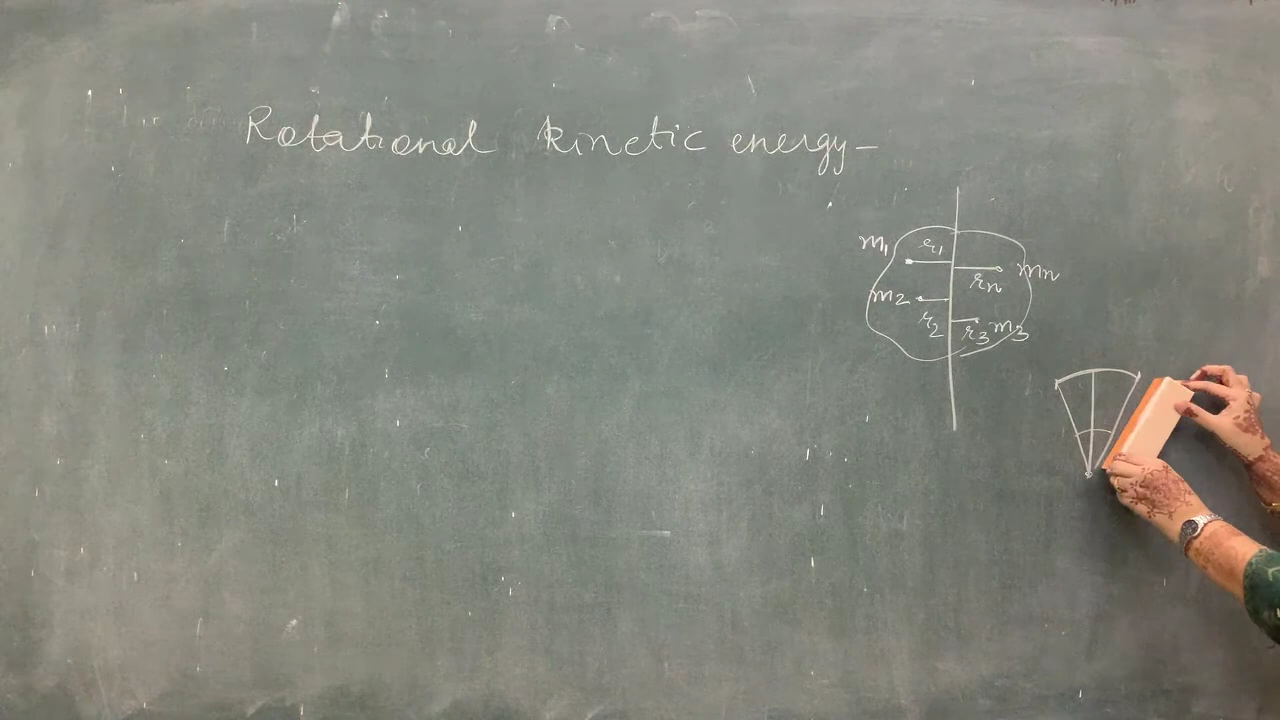 Rotational kinetic energy-
m1 r1
rn mn
m2
r2 r3 m3